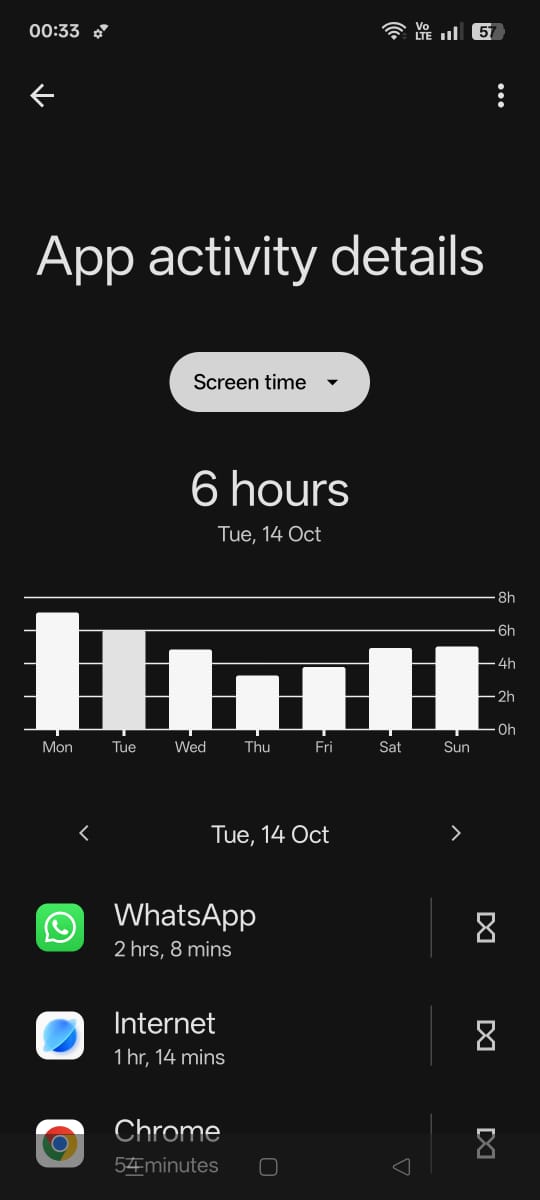 00:33
Vo
LTE
57
App activity details
Screen time
6 hours
Tue, 14 Oct
8h
6h
4h
2h
0h
Mon Tue Wed Thu Fri Sat Sun
Tue, 14 Oct
WhatsApp
2 hrs, 8 mins
Internet
1 hr, 14 mins
Chrome
54 minutes